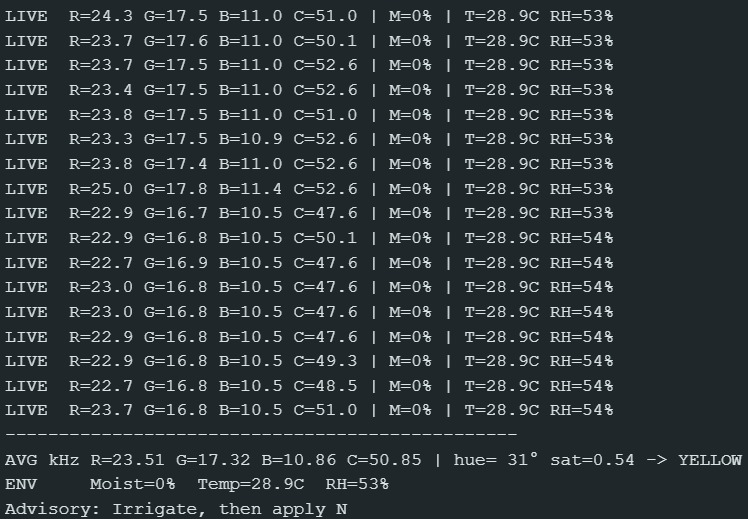 LIVE  R=24.3 G=17.5 B=11.0 C=51.0 | M=0% | T=28.9C RH=53%
LIVE  R=23.7 G=17.6 B=11.0 C=50.1 | M=0% | T=28.9C RH=53%
LIVE  R=23.7 G=17.5 B=11.0 C=52.6 | M=0% | T=28.9C RH=53%
LIVE  R=23.4 G=17.5 B=11.0 C=52.6 | M=0% | T=28.9C RH=53%
LIVE  R=23.8 G=17.5 B=11.0 C=51.0 | M=0% | T=28.9C RH=53%
LIVE  R=23.3 G=17.5 B=10.9 C=52.6 | M=0% | T=28.9C RH=53%
LIVE  R=23.8 G=17.4 B=11.0 C=52.6 | M=0% | T=28.9C RH=53%
LIVE  R=25.0 G=17.8 B=11.4 C=52.6 | M=0% | T=28.9C RH=53%
LIVE  R=22.9 G=16.7 B=10.5 C=47.6 | M=0% | T=28.9C RH=53%
LIVE  R=22.9 G=16.8 B=10.5 C=50.1 | M=0% | T=28.9C RH=54%
LIVE  R=22.7 G=16.9 B=10.5 C=47.6 | M=0% | T=28.9C RH=54%
LIVE  R=23.0 G=16.8 B=10.5 C=47.6 | M=0% | T=28.9C RH=54%
LIVE  R=23.0 G=16.8 B=10.5 C=47.6 | M=0% | T=28.9C RH=54%
LIVE  R=22.9 G=16.8 B=10.5 C=47.6 | M=0% | T=28.9C RH=54%
LIVE  R=22.9 G=16.8 B=10.5 C=49.3 | M=0% | T=28.9C RH=54%
LIVE  R=22.7 G=16.8 B=10.5 C=48.5 | M=0% | T=28.9C RH=54%
LIVE  R=23.7 G=16.8 B=10.5 C=51.0 | M=0% | T=28.9C RH=54%
------------------------------------------------
AVG kHz R=23.51 G=17.32 B=10.86 C=50.85 | hue= 31° sat=0.54 -> YELLOW
ENV     Moist=0%  Temp=28.9C  RH=53%
Advisory: Irrigate, then apply N